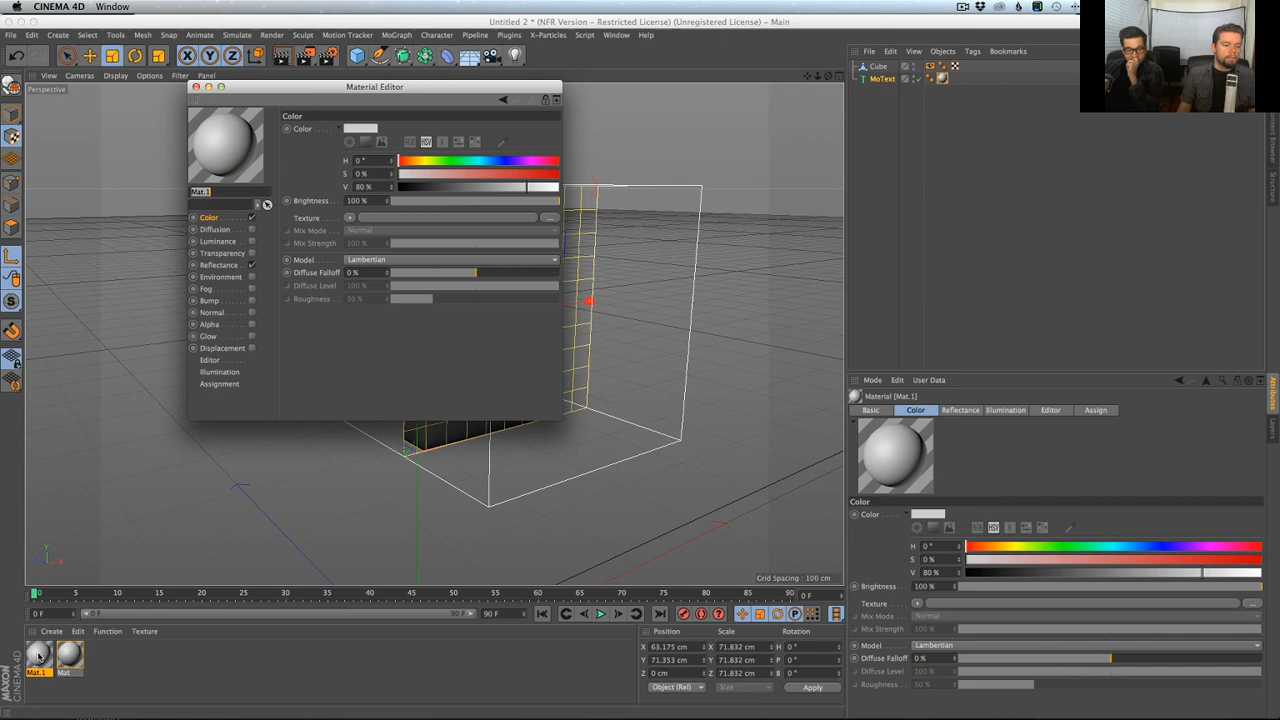 CINEMA 4D Window
Untitled 2 * (NFR Version - Restricted License) (Unregistered License) - Main
File Edit Create Select Tools Mesh Snap Animate Simulate Render Sculpt Motion Tracker MoGraph Character Pipeline Plugins X-Particles Script Window Help
X Y Z
View Cameras Display Options Filter Panel
Perspective
File Edit View Objects Tags Bookmarks
Cube
MoText
Structure
Material Editor
Color
Color
H 0 °
S 0 %
V 80 %
Mat.1
Brightness 100 %
Texture ...
Mix Mode Normal
Mix Strength 100 %
Model Lambertian
Diffuse Falloff 0 %
Diffuse Level 100 %
Roughness 50 %
Color
Diffusion
Luminance
Transparency
Reflectance
Environment
Fog
Bump
Normal
Alpha
Glow
Displacement
Editor
Illumination
Assignment
Y
X
Grid Spacing : 100 cm
Mode Edit User Data
Attributes
Layers
Material [Mat.1]
Basic Color Reflectance Illumination Editor Assign
Color
Color
HSV
H 0 °
S 0 %
V 80 %
Brightness 100 %
Texture ...
Mix Mode Normal
Mix Strength 100 %
Model Lambertian
Diffuse Falloff 0 %
Diffuse Level 100 %
Roughness 50 %
0 5 10 15 20 25 30 35 40 45 50 55 60 65 70 75 80 85 90 0 F
0 F 0 F 90 F 90 F
Create Edit Function Texture
Mat.1 Mat
MAXON CINEMA 4D
Position Scale Rotation
X 63.175 cm X 71.832 cm H 0 °
Y 71.353 cm Y 71.832 cm P 0 °
Z 0 cm Z 71.832 cm B 0 °
Object (Rel) Size Apply